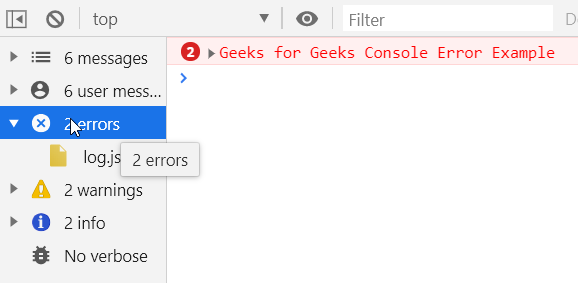 top
Filter
D
6 messages
6 user mess...
2 errors
log.js
2 errors
2 warnings
2 info
No verbose
2 Geeks for Geeks Console Error Example